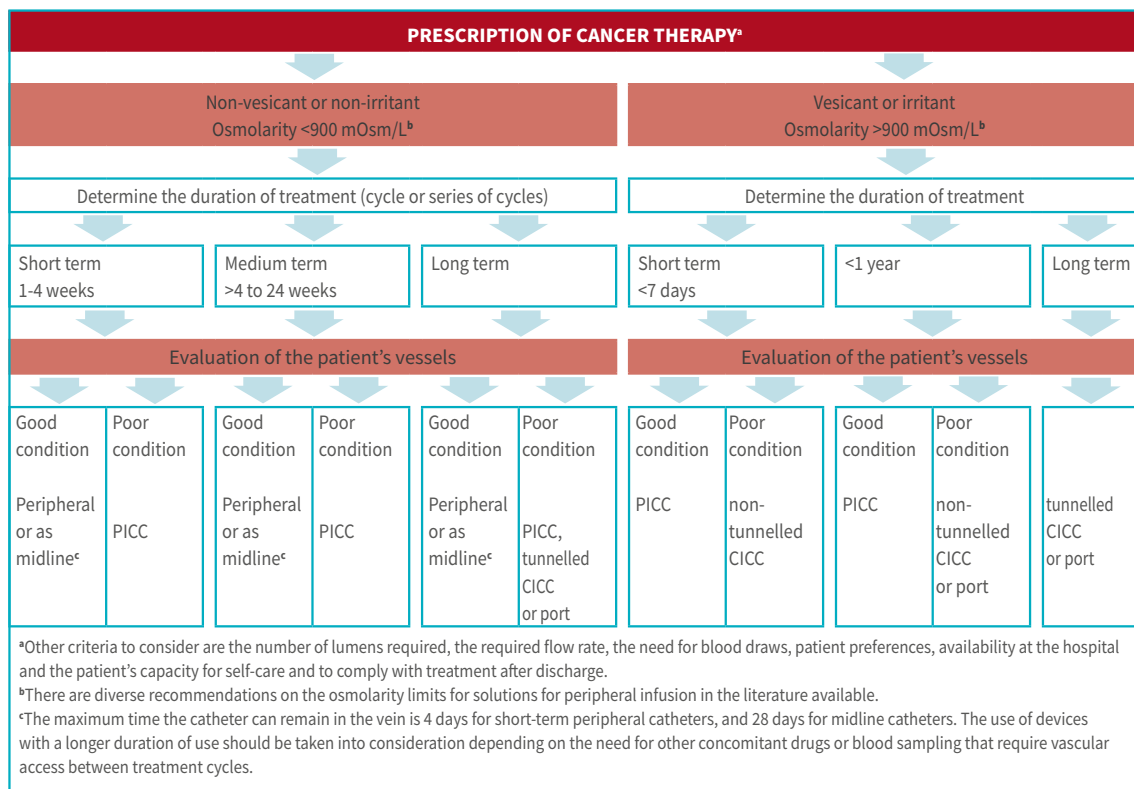 PRESCRIPTION OF CANCER THERAPYᵃ
Non-vesicant or non-irritant
Osmolarity <900 mOsm/Lᵇ
Vesicant or irritant
Osmolarity >900 mOsm/Lᵇ
Determine the duration of treatment (cycle or series of cycles)
Determine the duration of treatment
Short term
1-4 weeks
Medium term
>4 to 24 weeks
Long term
Short term
<7 days
<1 year
Long term
Evaluation of the patient’s vessels
Evaluation of the patient’s vessels
Good
condition
Peripheral
or as
midlineᶜ
Poor
condition
PICC
Good
condition
Peripheral
or as
midlineᶜ
Poor
condition
PICC
Good
condition
Peripheral
or as
midlineᶜ
Poor
condition
PICC,
tunnelled
CICC
or port
Good
condition
PICC
Poor
condition
non-
tunnelled
CICC
Good
condition
PICC
Poor
condition
non-
tunnelled
CICC
or port
tunnelled
CICC
or port
ᵃOther criteria to consider are the number of lumens required, the required flow rate, the need for blood draws, patient preferences, availability at the hospital
and the patient’s capacity for self-care and to comply with treatment after discharge.
ᵇThere are diverse recommendations on the osmolarity limits for solutions for peripheral infusion in the literature available.
ᶜThe maximum time the catheter can remain in the vein is 4 days for short-term peripheral catheters, and 28 days for midline catheters. The use of devices
with a longer duration of use should be taken into consideration depending on the need for other concomitant drugs or blood sampling that require vascular
access between treatment cycles.